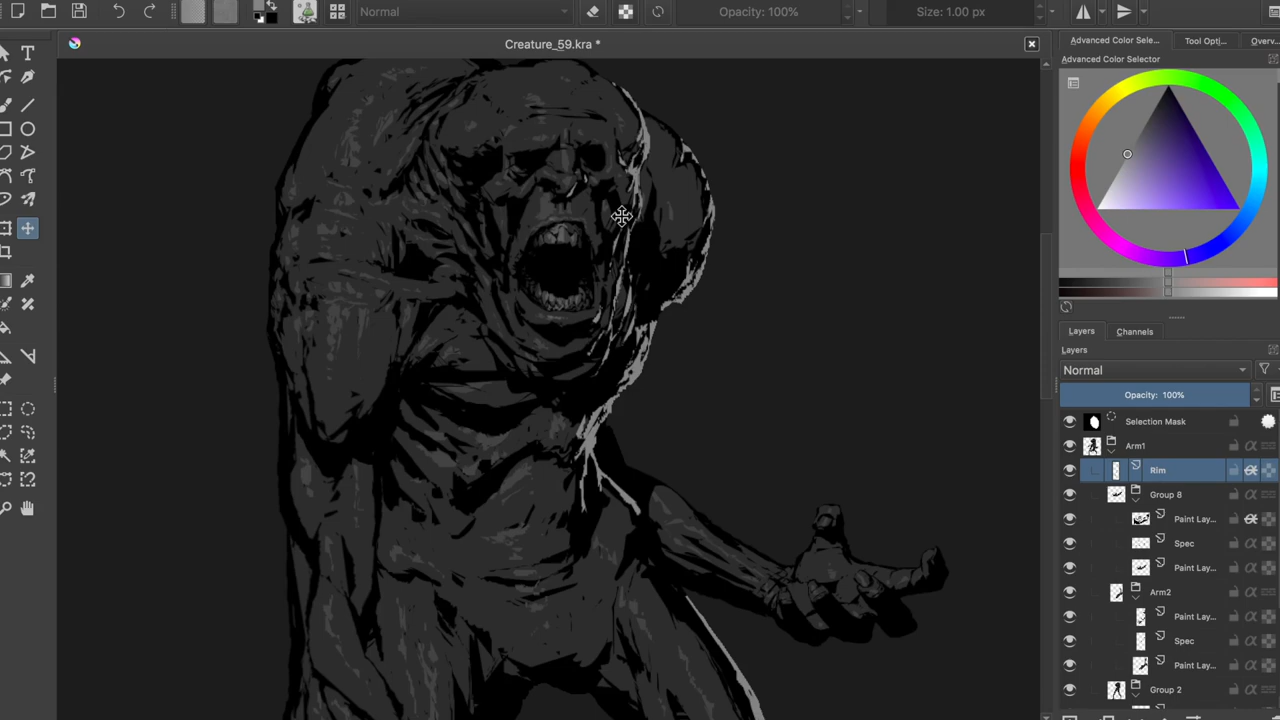 Normal
Opacity: 100%
Size: 1.00 px
Creature_59.kra *
Advanced Color Sele...
Tool Opti...
Overv...
Advanced Color Selector
Layers
Channels
Layers
Normal
Opacity: 100%
Selection Mask
Arm1
Rim
Group 8
Paint Lay...
Spec
Paint Lay...
Arm2
Paint Lay...
Spec
Paint Lay...
Group 2